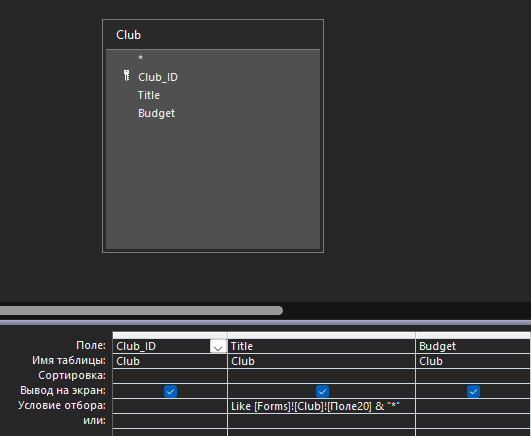 Club
*
Club_ID
Title
Budget
Поле: Club_ID Title Budget
Имя таблицы: Club Club Club
Сортировка:
Вывод на экран:
Условие отбора: Like [Forms]![Club]![Поле20] & "*"
или: